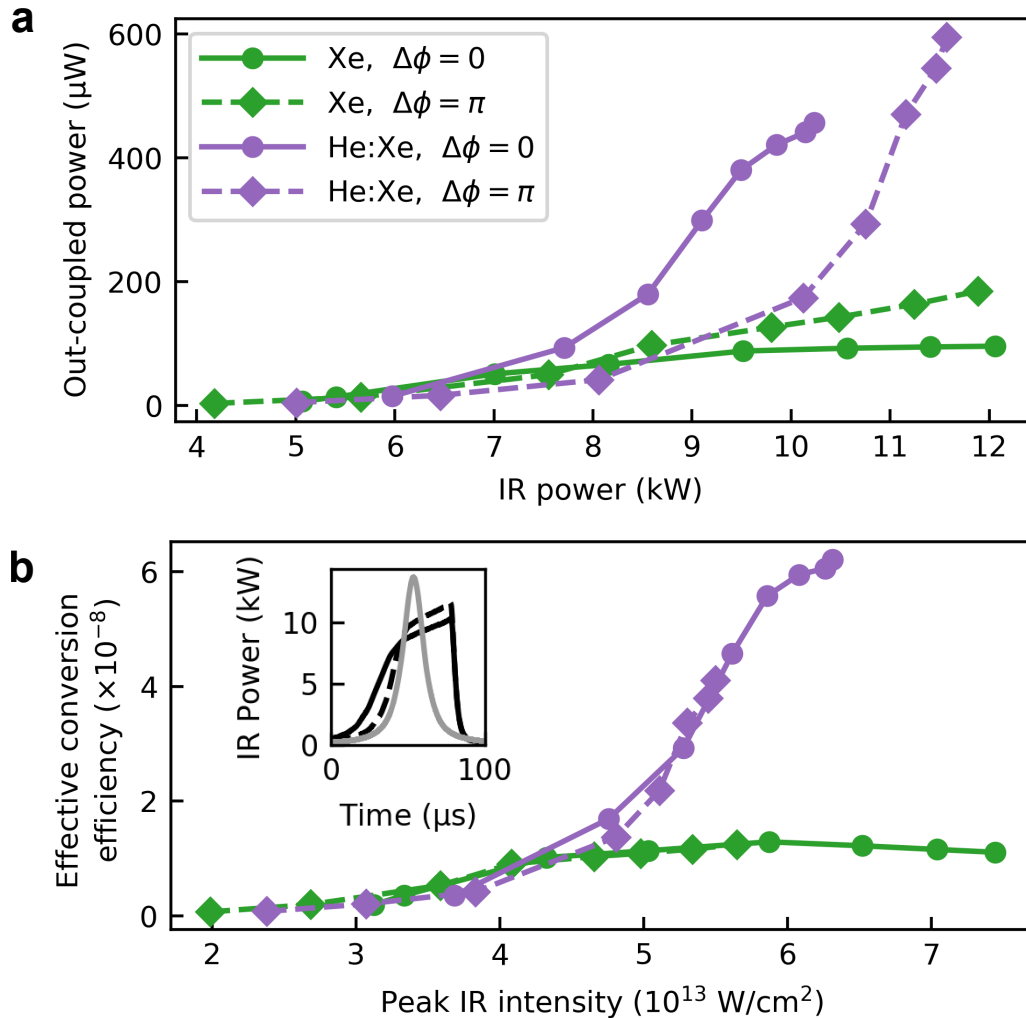 a
Out-coupled power (µW)
600
400
200
0
Xe, Δϕ = 0
Xe, Δϕ = π
He:Xe, Δϕ = 0
He:Xe, Δϕ = π
4 5 6 7 8 9 10 11 12
IR power (kW)
b
Effective conversion
efficiency (×10⁻⁸)
6
4
2
0
IR Power (kW)
10
5
0
0 100
Time (µs)
2 3 4 5 6 7
Peak IR intensity (10¹³ W/cm²)